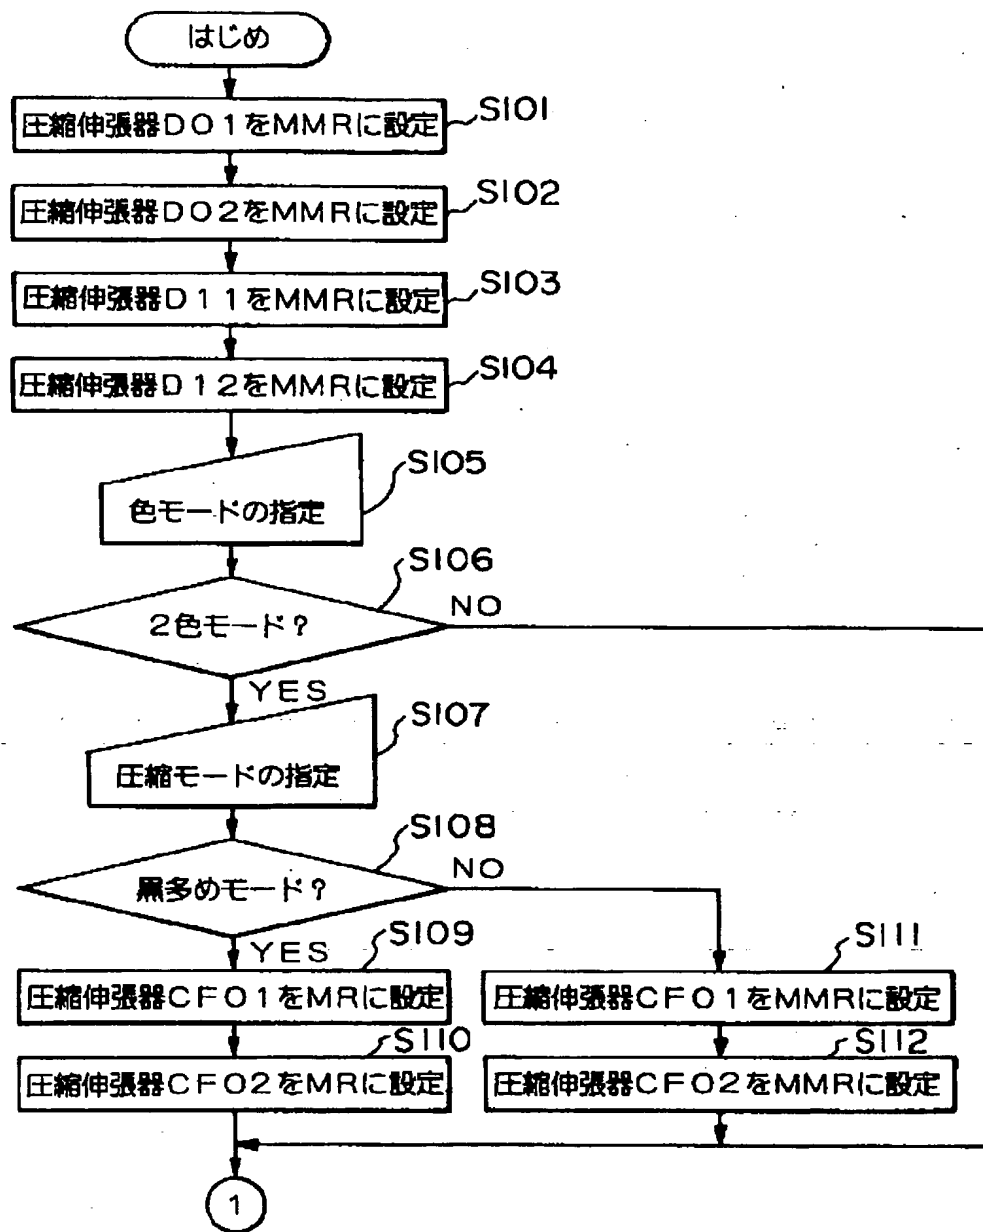 はじめ
圧縮伸張器D01をMMRに設定
S101
圧縮伸張器D02をMMRに設定
S102
圧縮伸張器D11をMMRに設定
S103
圧縮伸張器D12をMMRに設定
S104
色モードの指定
S105
2色モード?
S106
NO
YES
圧縮モードの指定
S107
黒多めモード?
S108
NO
YES
圧縮伸張器CF01をMRに設定
S109
圧縮伸張器CF01をMMRに設定
S111
圧縮伸張器CF02をMRに設定
S110
圧縮伸張器CF02をMMRに設定
S112
1